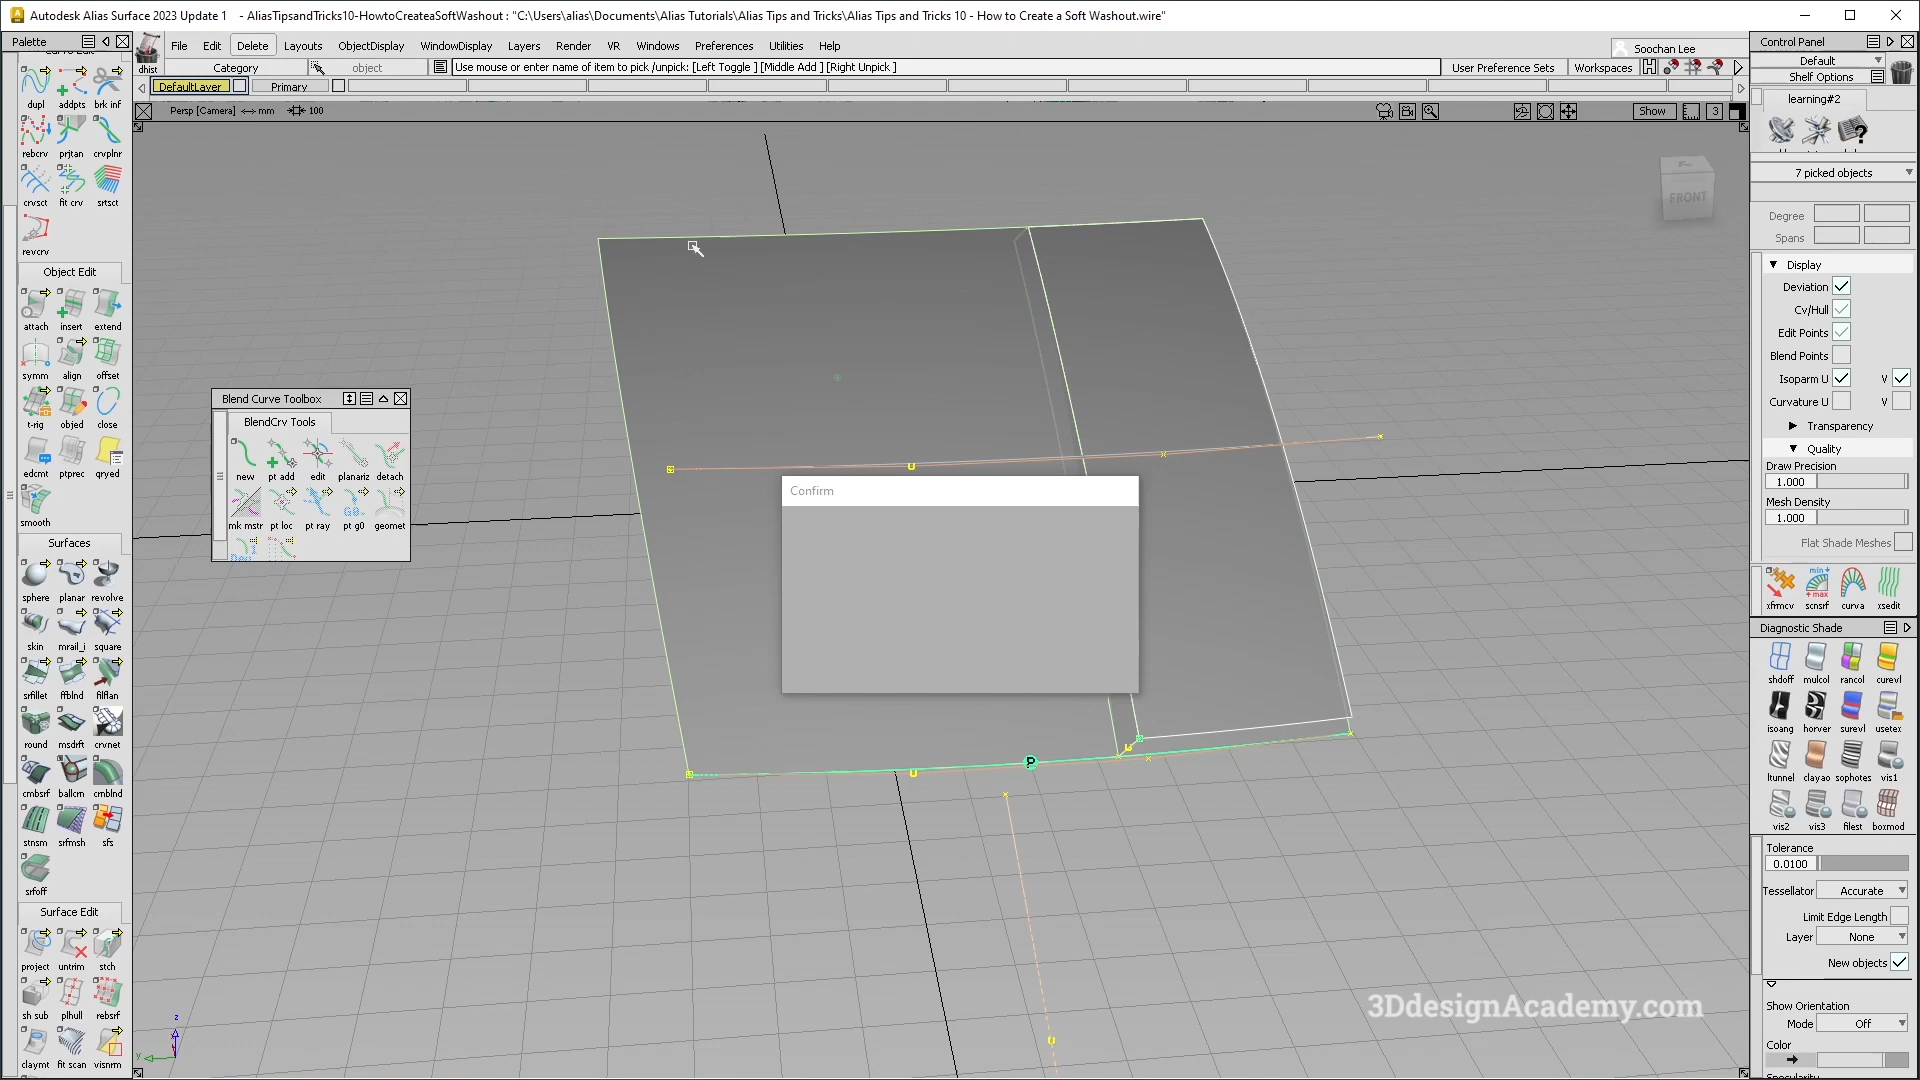 Autodesk Alias Surface 2023 Update 1 - AliasTipsandTricks10-HowtoCreateaSoftWashout : "C:\Users\alias\Documents\Alias Tutorials\Alias Tips and Tricks\Alias Tips and Tricks 10 - How to Create a Soft Washout.wire"
Palette
File Edit Delete Layouts ObjectDisplay WindowDisplay Layers Render VR Windows Preferences Utilities Help
Soochan Lee
Control Panel
dhist
Category
object
Use mouse or enter name of item to pick /unpick: [Left Toggle ] [Middle Add ] [Right Unpick ]
User Preference Sets
Workspaces
Default
Shelf Options
DefaultLayer
Primary
learning#2
Persp [Camera] <-> mm 100
Show
3
dupl addpts brk inf
rebcrv prjtan crvplnr
crvsct fit crv srtsct
revcrv
Object Edit
attach insert extend
symm align offset
t-rig objed close
edcmt ptprec qryed
smooth
Surfaces
sphere planar revolve
skin mrail_i square
srfillet ffblnd filflan
round msdrft crvnet
cmbsrf ballcrn crnblnd
stnsm srfmsh sfs
srfoff
Surface Edit
project untrim stch
sh sub plhull rebsrf
claymt fit scan visnrm
Blend Curve Toolbox
BlendCrv Tools
new pt add edit planariz detach
mk mstr pt loc pt ray pt g0 geomet
FRONT
Confirm
U
U
U
P
U
z
y
3DdesignAcademy.com
7 picked objects
Degree
Spans
Display
Deviation
Cv/Hull
Edit Points
Blend Points
Isoparm U V
Curvature U V
Transparency
Quality
Draw Precision
1.000
Mesh Density
1.000
Flat Shade Meshes
xfrmcv scnsrf curva xsedit
Diagnostic Shade
shdoff mulcol rancol curevl
isoang horver surevl usetex
ltunnel clayao sophotes vis1
vis2 vis3 filest boxmod
Tolerance
0.0100
Tessellator Accurate
Limit Edge Length
Layer None
New objects
Show Orientation
Mode Off
Color